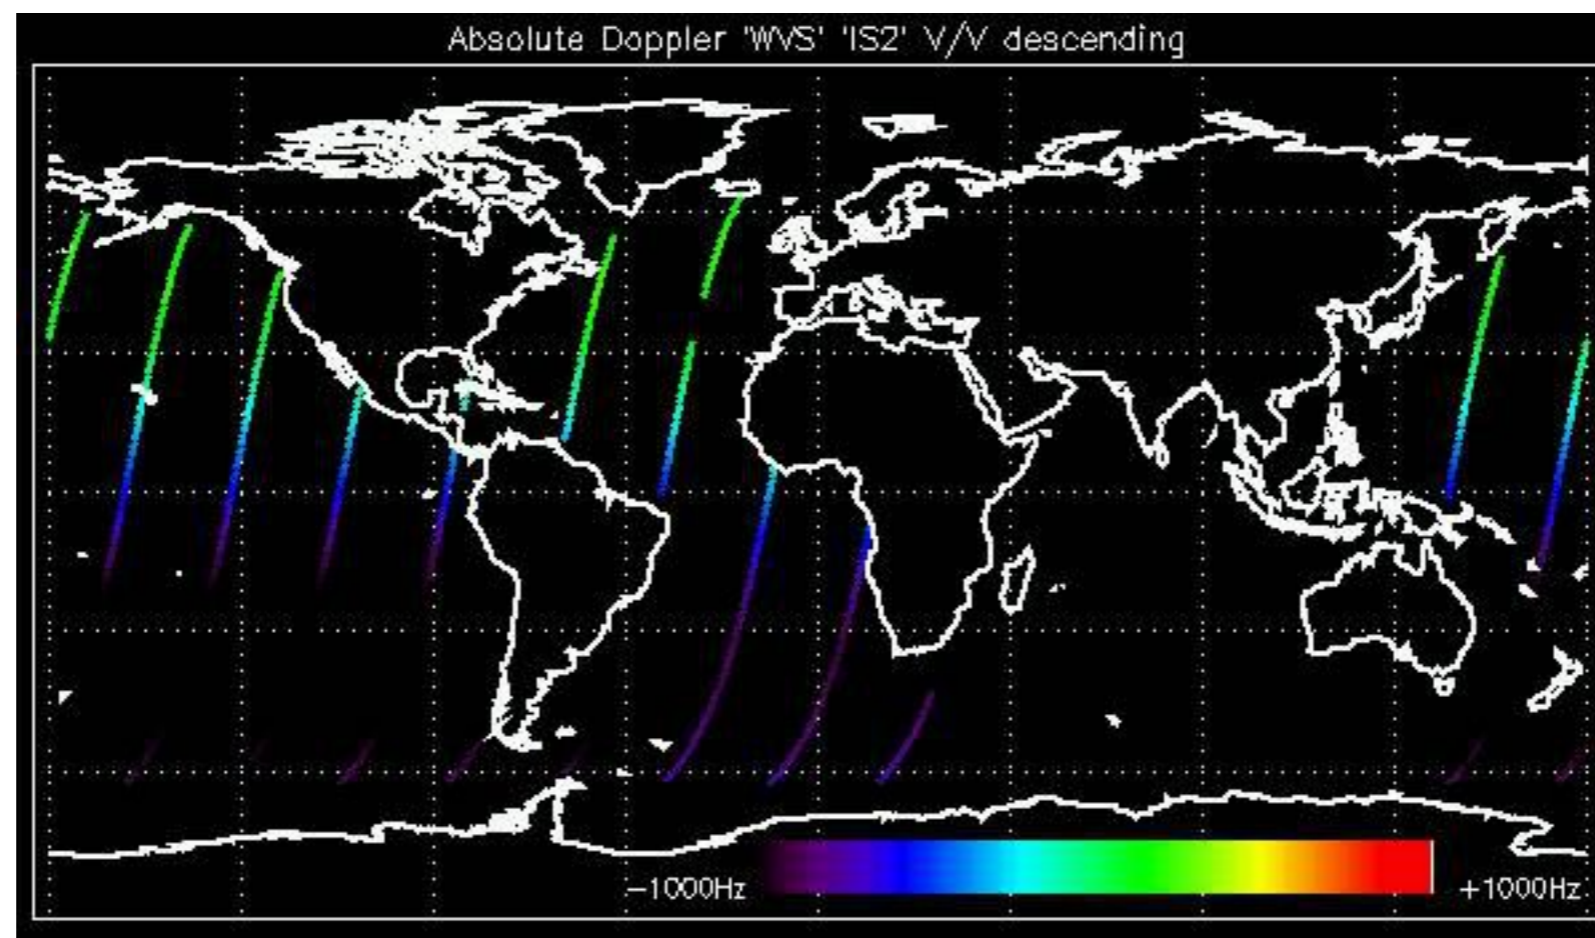 Absolute Doppler 'WVS' 'IS2' V/V descending
-1000Hz
+1000Hz